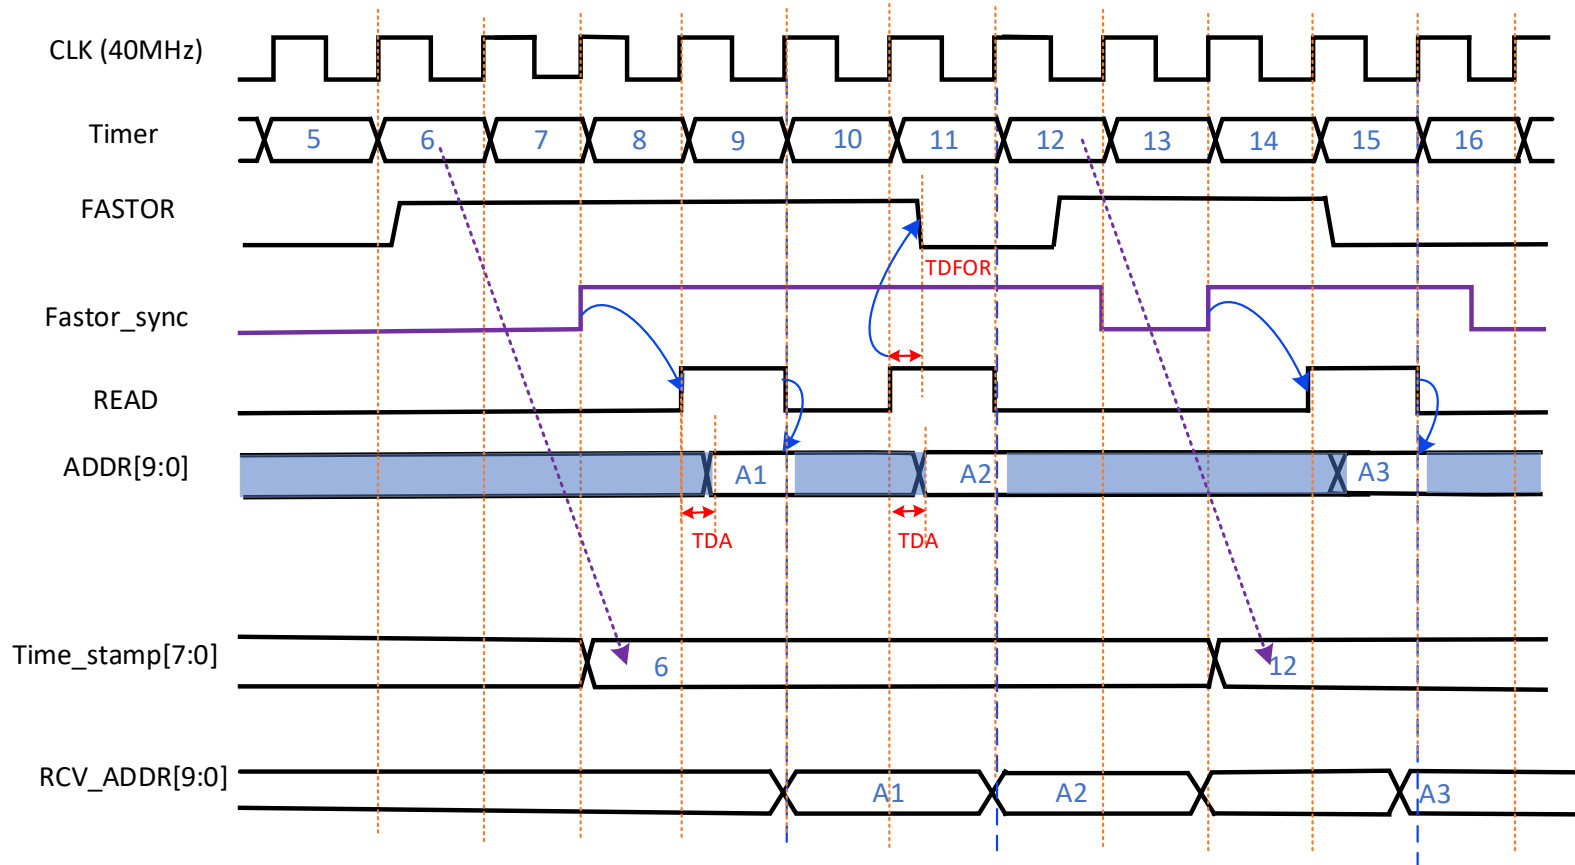 CLK (40MHz)
Timer 5 6 7 8 9 10 11 12 13 14 15 16
FASTOR
TDFOR
Fastor_sync
READ
ADDR[9:0] A1 A2 A3
TDA TDA
Time_stamp[7:0] 6 12
RCV_ADDR[9:0] A1 A2 A3